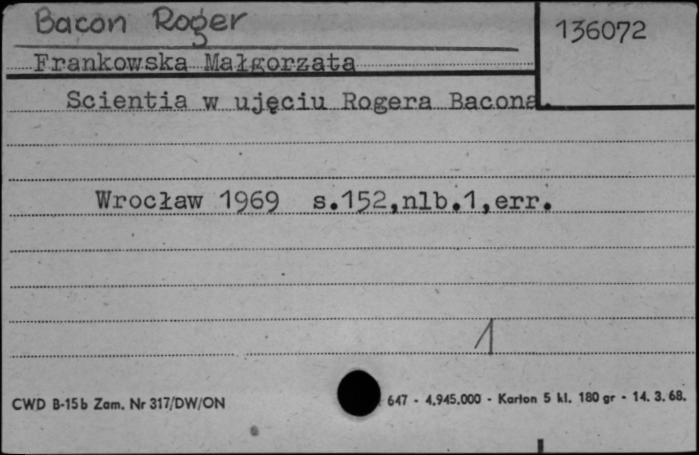 Bacon Roger
136072
Frankowska Małgorzata
Scientia w ujęciu Rogera Bacona.
Wrocław 1969 s.152,nlb.1,err.
1
CWD B-15b Zam. Nr 317/DW/ON 647 - 4.945.000 - Karton 5 kl. 180 gr - 14. 3. 68.